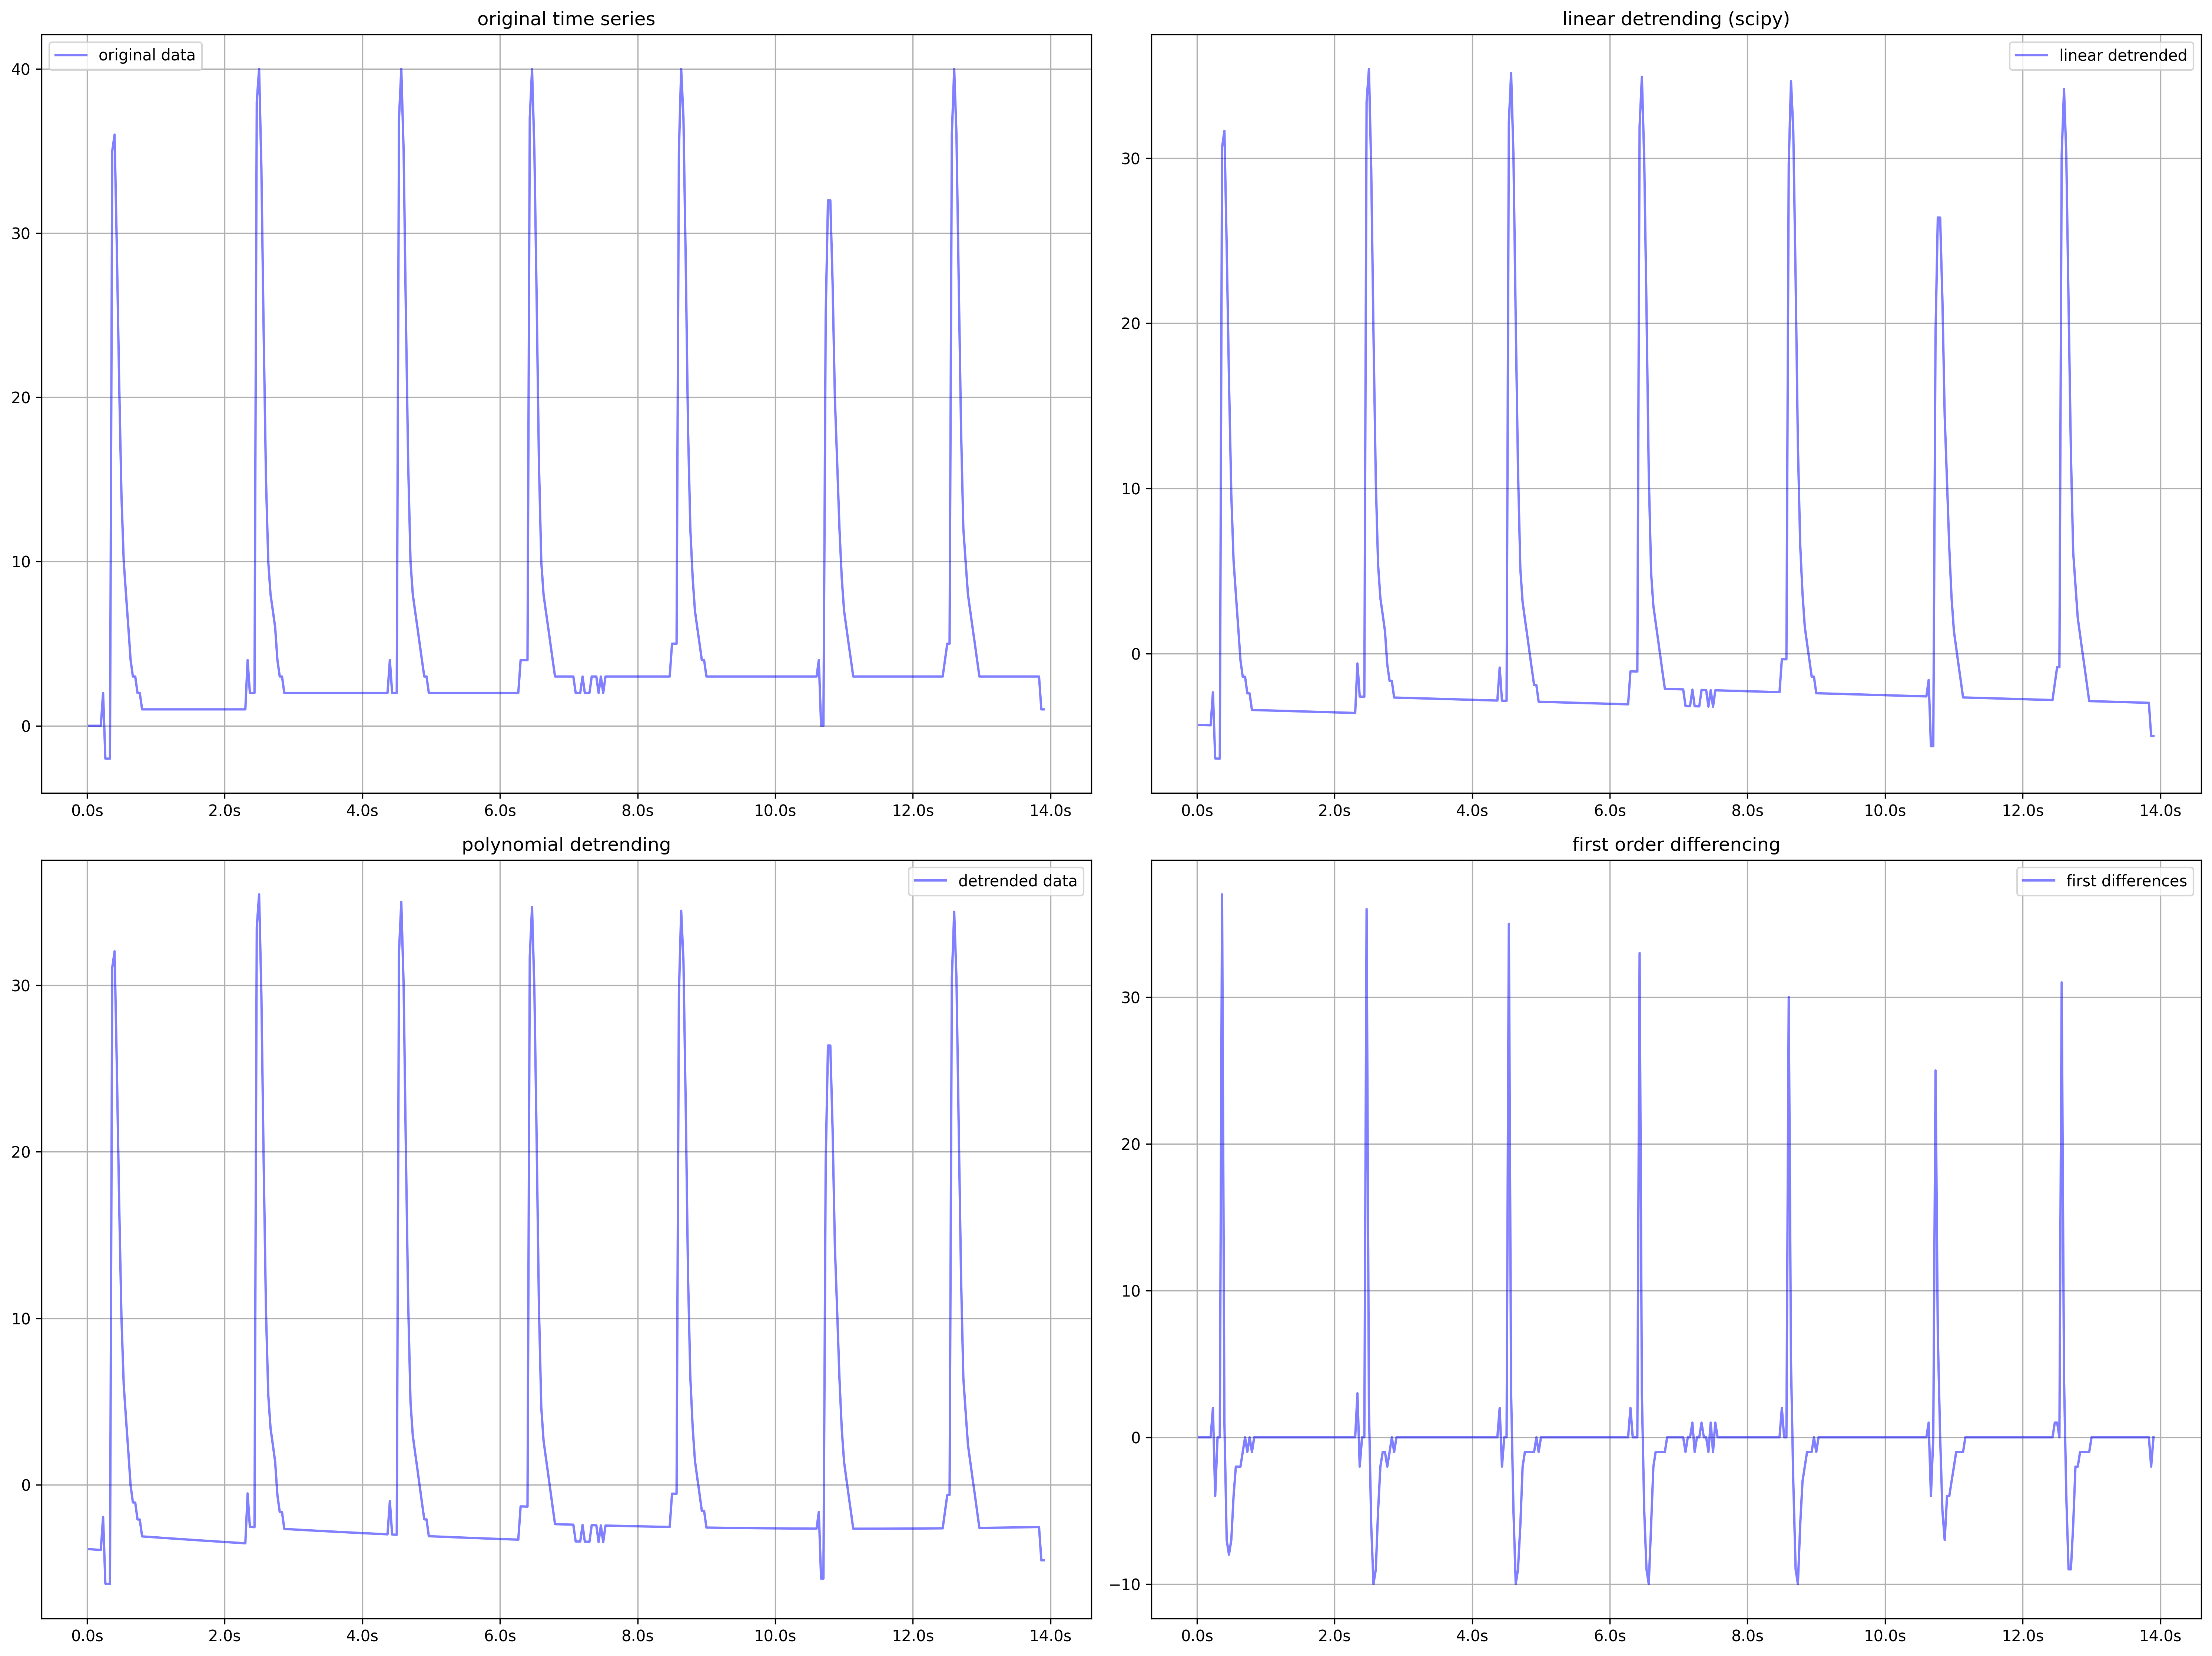 original time series
original data
40
30
20
10
0
0.0s 2.0s 4.0s 6.0s 8.0s 10.0s 12.0s 14.0s
linear detrending (scipy)
linear detrended
30
20
10
0
0.0s 2.0s 4.0s 6.0s 8.0s 10.0s 12.0s 14.0s
polynomial detrending
detrended data
30
20
10
0
0.0s 2.0s 4.0s 6.0s 8.0s 10.0s 12.0s 14.0s
first order differencing
first differences
30
20
10
0
−10
0.0s 2.0s 4.0s 6.0s 8.0s 10.0s 12.0s 14.0s